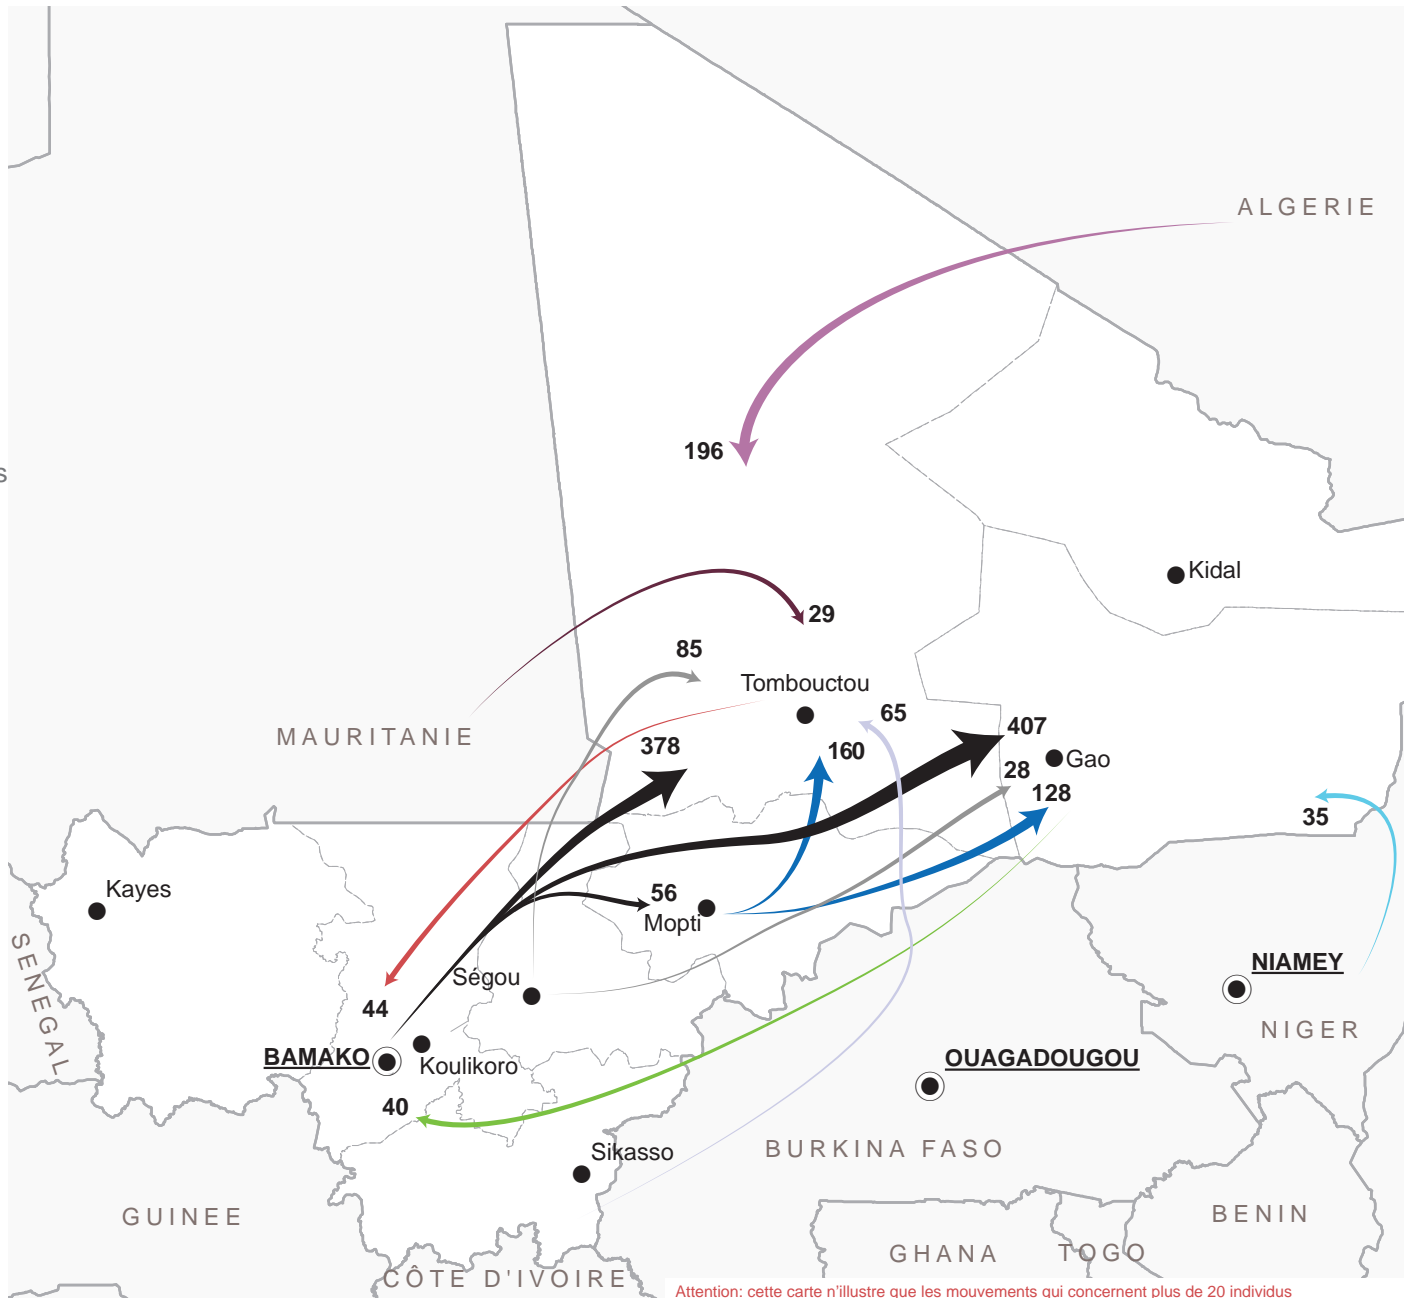 ALGERIE
196
s
Kidal
29
85
Tombouctou
65
MAURITANIE
378
160
407
Gao
28
128
35
Kayes
56
Mopti
SENEGAL
Ségou
NIAMEY
44
NIGER
BAMAKO
Koulikoro
OUAGADOUGOU
40
Sikasso
BURKINA FASO
GUINEE
BENIN
GHANA
TOGO
CÔTE D'IVOIRE
Attention: cette carte n'illustre que les mouvements qui concernent plus de 20 individus